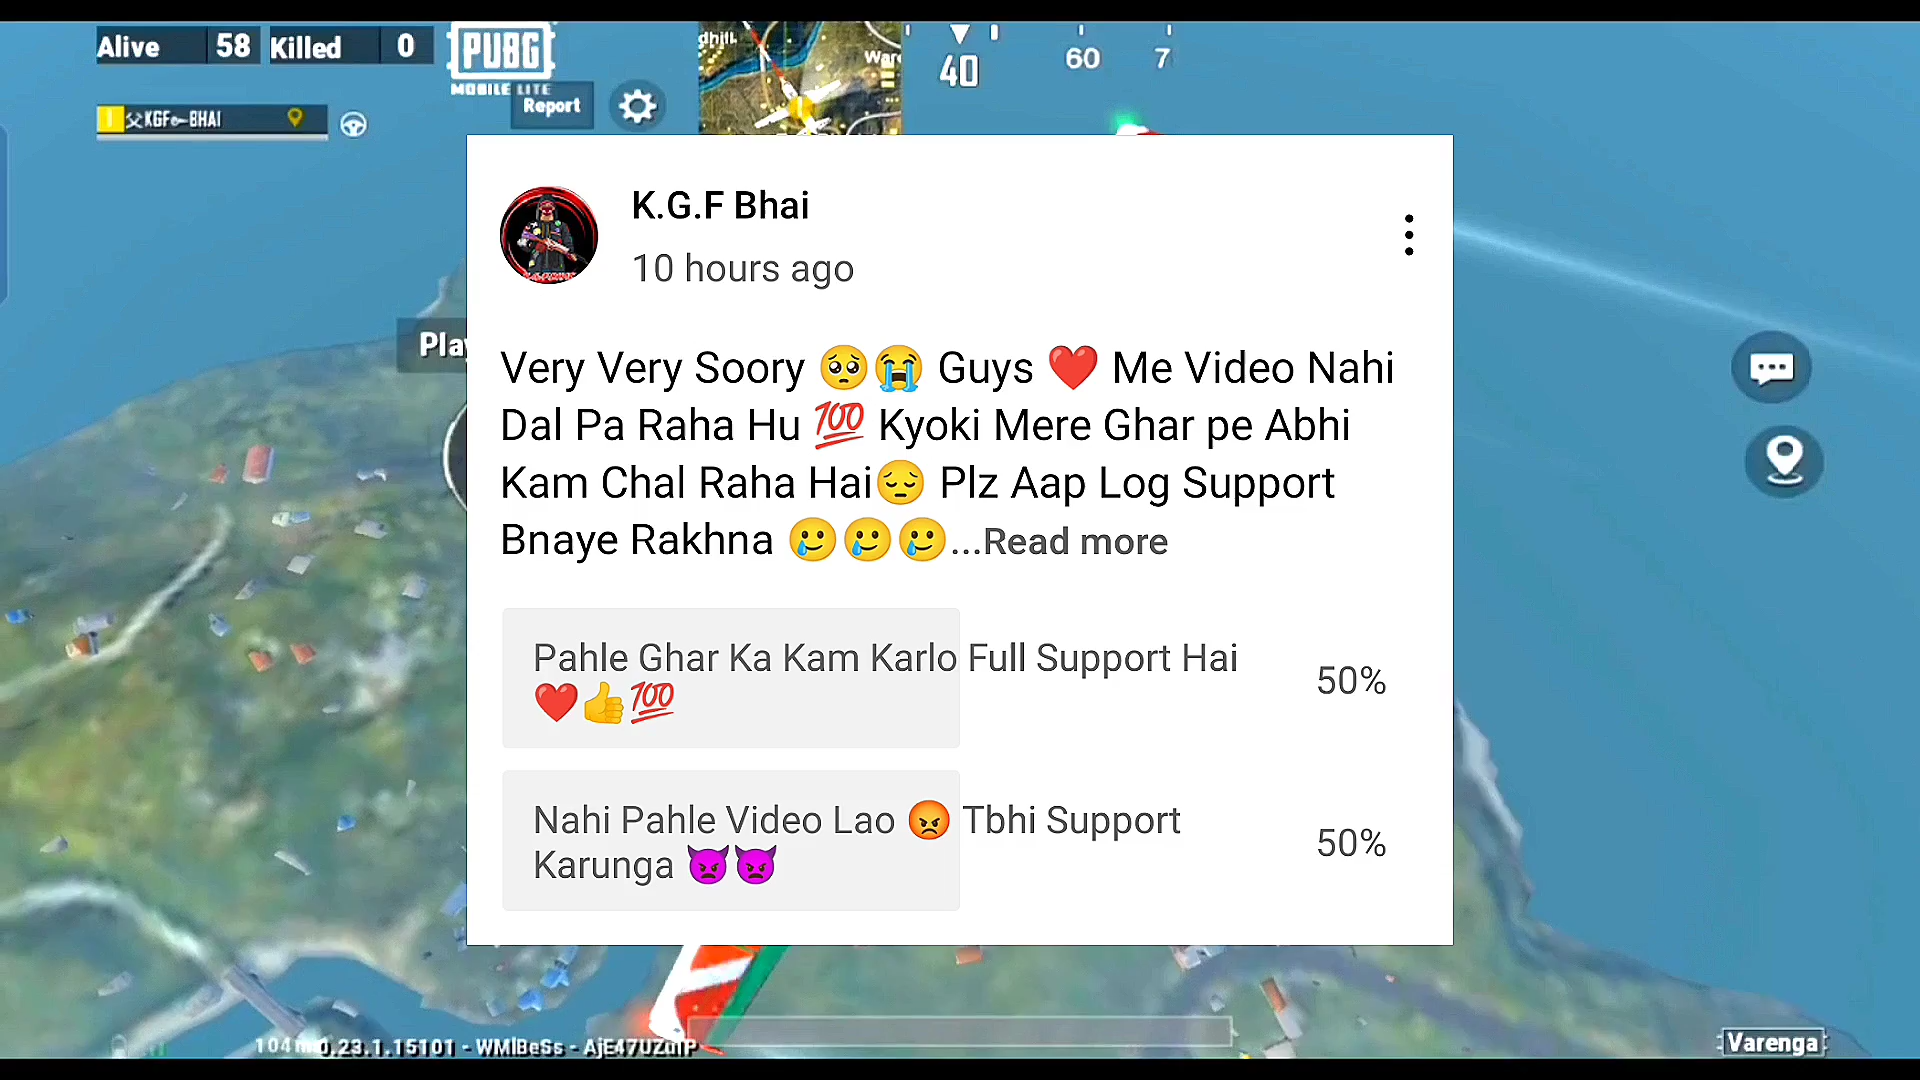 Alive 58 Killed 0
PUBG
MOBILE LITE
Report
40 60 7
1 KGF BHAI
K.G.F Bhai
10 hours ago
Very Very Soory 🥺😭 Guys ❤️ Me Video Nahi
Dal Pa Raha Hu 💯 Kyoki Mere Ghar pe Abhi
Kam Chal Raha Hai😔 Plz Aap Log Support
Bnaye Rakhna 🥲🥲🥲...Read more
Pahle Ghar Ka Kam Karlo Full Support Hai
❤️👍💯
50%
Nahi Pahle Video Lao 😡 Tbhi Support
Karunga 👿👿
50%
Varenga